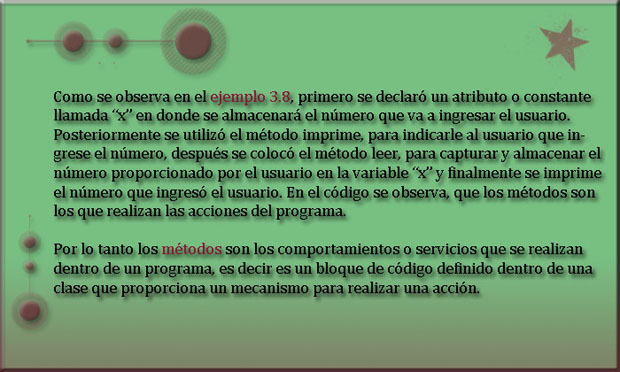 Como se observa en el ejemplo 3.8, primero se declaró un atributo o constante
llamada “x” en donde se almacenará el número que va a ingresar el usuario.
Posteriormente se utilizó el método imprime, para indicarle al usuario que in-
grese el número, después se colocó el método leer, para capturar y almacenar el
número proporcionado por el usuario en la variable “x” y finalmente se imprime
el número que ingresó el usuario. En el código se observa, que los métodos son
los que realizan las acciones del programa.
Por lo tanto los métodos son los comportamientos o servicios que se realizan
dentro de un programa, es decir es un bloque de código definido dentro de una
clase que proporciona un mecanismo para realizar una acción.